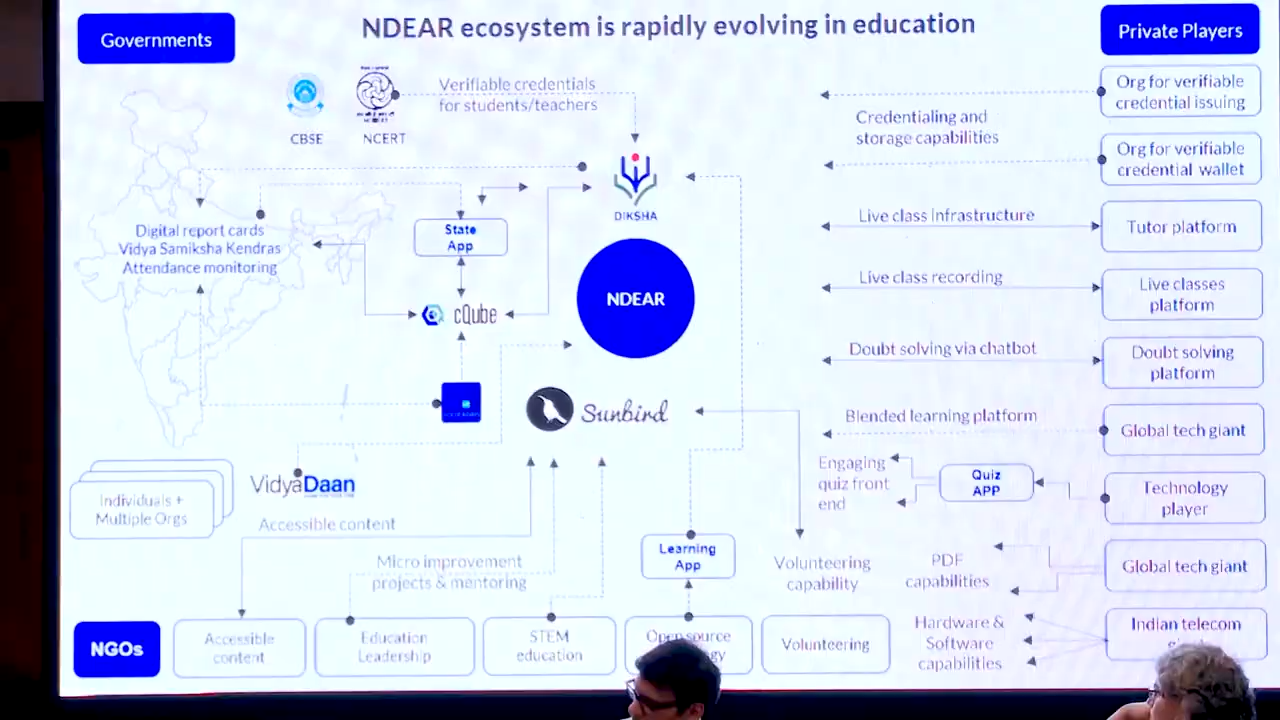 Governments
NDEAR ecosystem is rapidly evolving in education
Private Players
CBSE
NCERT
Verifiable credentials
for students/teachers
DIKSHA
Digital report cards
Vidya Samiksha Kendras
Attendance monitoring
State
App
cQube
NDEAR
Sunbird
Individuals +
Multiple Orgs
VidyaDaan
Accessible content
Micro improvement
projects & mentoring
Learning
App
Volunteering
capability
Credentialing and
storage capabilities
Live class Infrastructure
Live class recording
Doubt solving via chatbot
Blended learning platform
Engaging
quiz front
end
Quiz
APP
PDF
capabilities
Hardware &
Software
capabilities
Org for verifiable
credential issuing
Org for verifiable
credential wallet
Tutor platform
Live classes
platform
Doubt solving
platform
Global tech giant
Technology
player
Global tech giant
Indian telecom
NGOs
Accessible
content
Education
Leadership
STEM
education
Open source
Volunteering